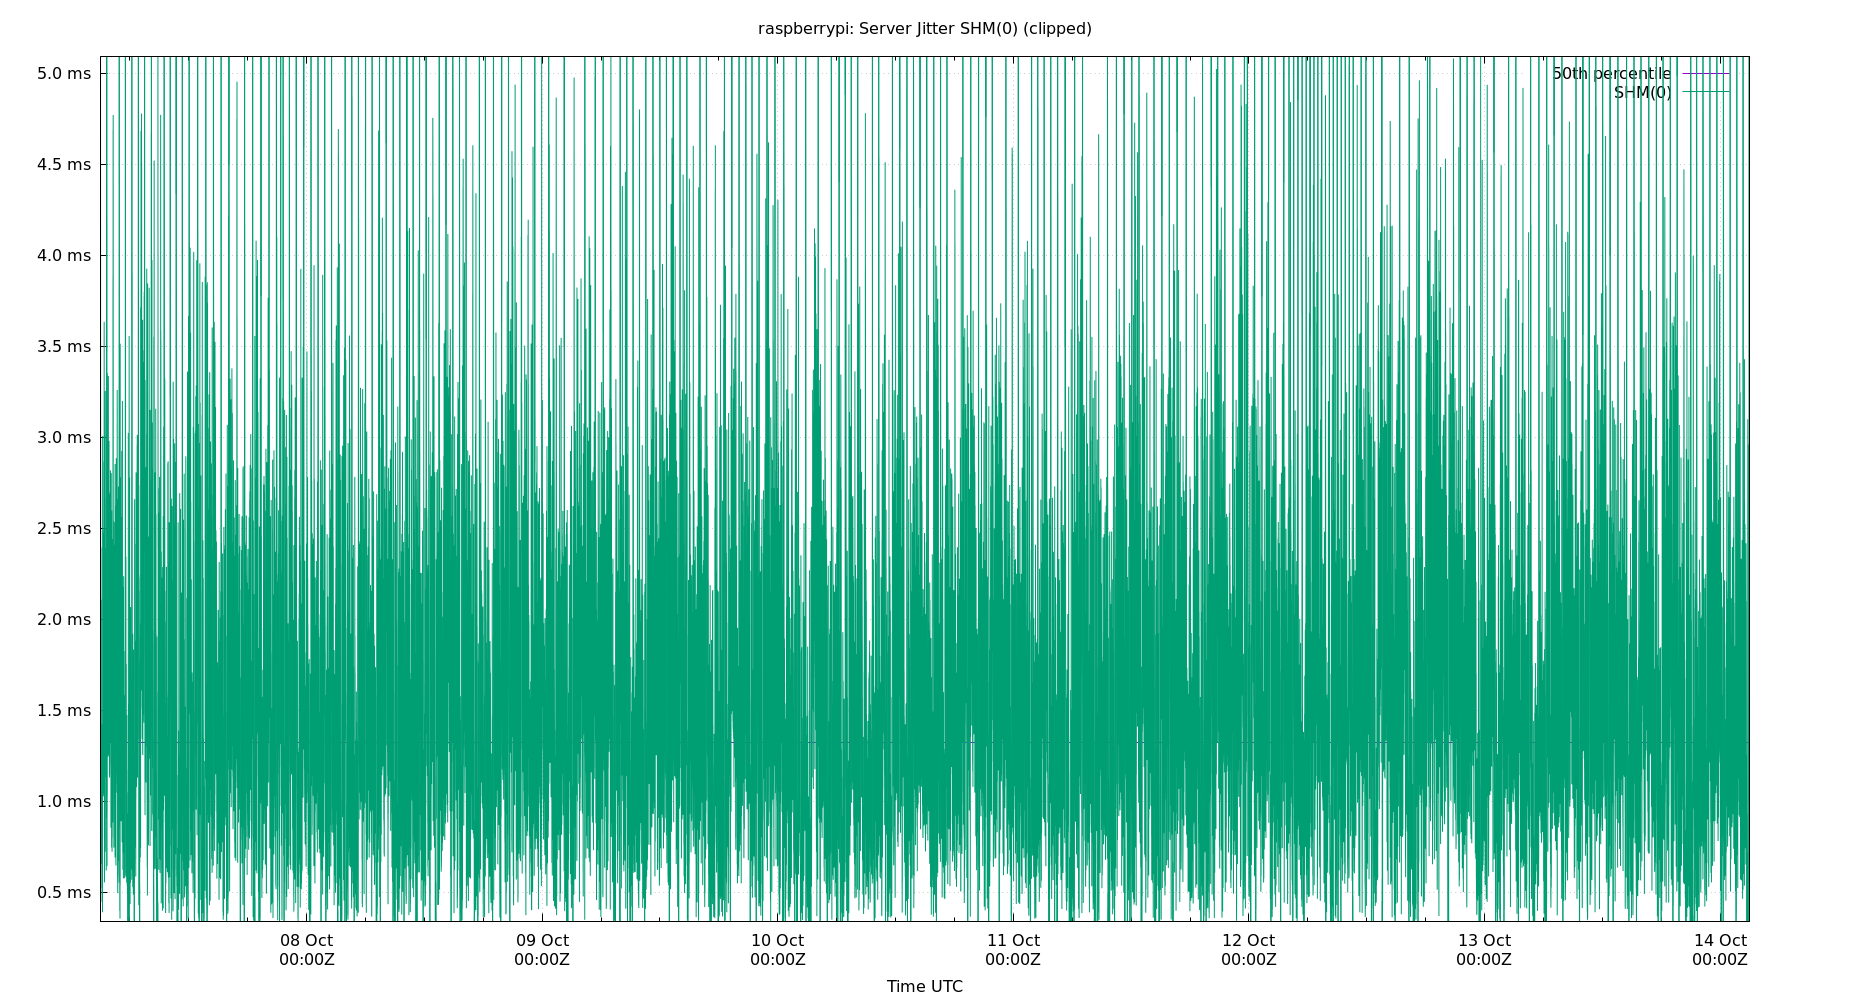 raspberrypi: Server Jitter SHM(0) (clipped)
5.0 ms
50th percentile
SHM(0)
4.5 ms
4.0 ms
3.5 ms
3.0 ms
2.5 ms
2.0 ms
1.5 ms
1.0 ms
0.5 ms
08 Oct 09 Oct 10 Oct 11 Oct 12 Oct 13 Oct 14 Oct
00:00Z 00:00Z 00:00Z 00:00Z 00:00Z 00:00Z 00:00Z
Time UTC